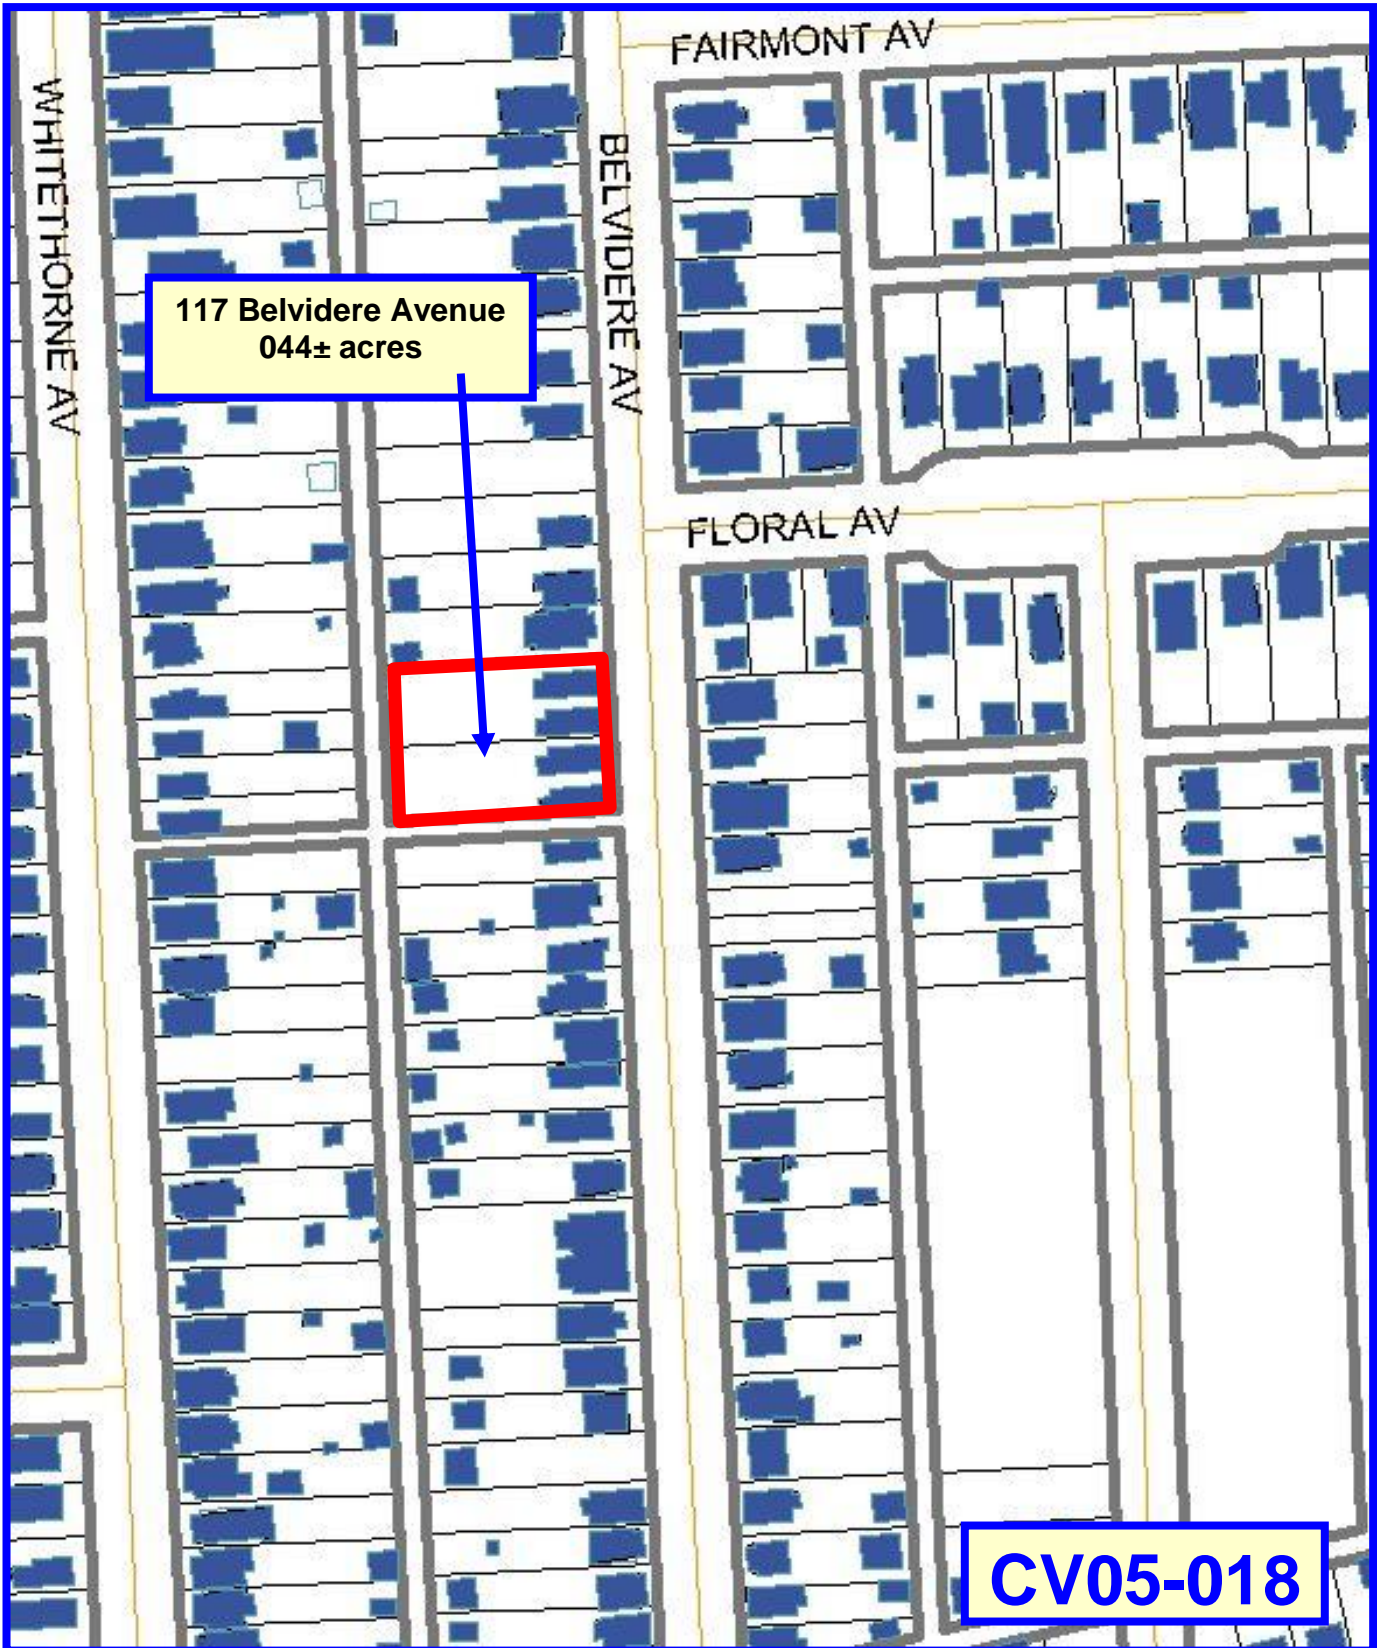 FAIRMONT AV
WHITETHORNE AV
BELVIDERE AV
117 Belvidere Avenue
044± acres
FLORAL AV
CV05-018